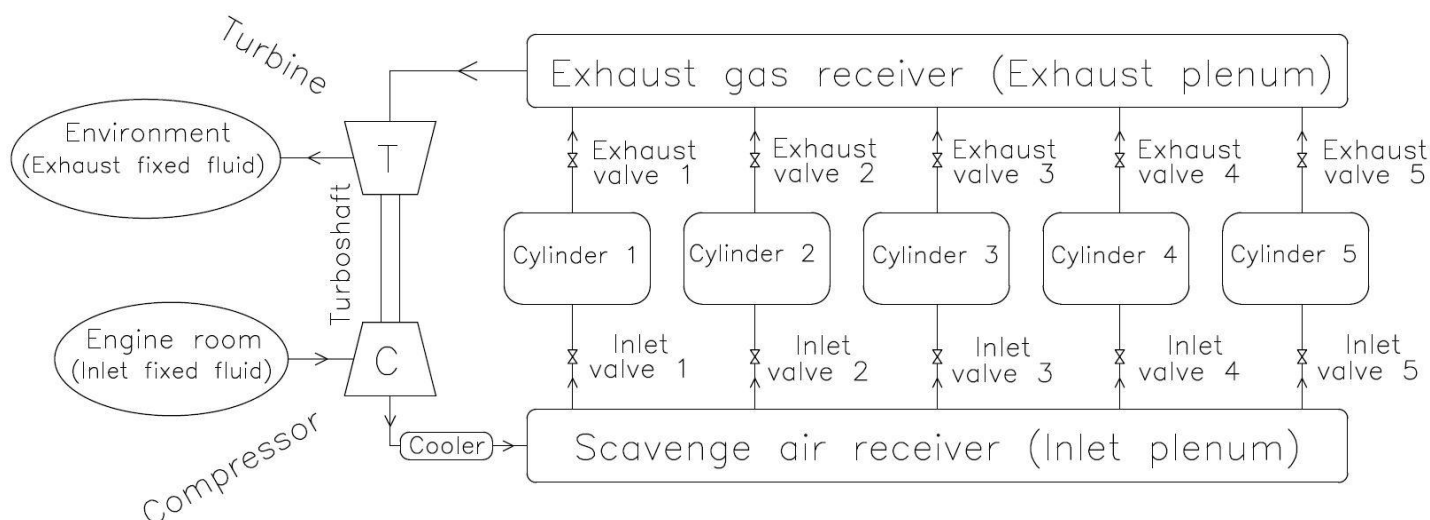 Turbine
Exhaust gas receiver (Exhaust plenum)
Environment
(Exhaust fixed fluid)
T
Exhaust
valve 1
Exhaust
valve 2
Exhaust
valve 3
Exhaust
valve 4
Exhaust
valve 5
Turboshaft
Cylinder 1
Cylinder 2
Cylinder 3
Cylinder 4
Cylinder 5
Engine room
(Inlet fixed fluid)
C
Inlet
valve 1
Inlet
valve 2
Inlet
valve 3
Inlet
valve 4
Inlet
valve 5
Compressor
Cooler
Scavenge air receiver (Inlet plenum)